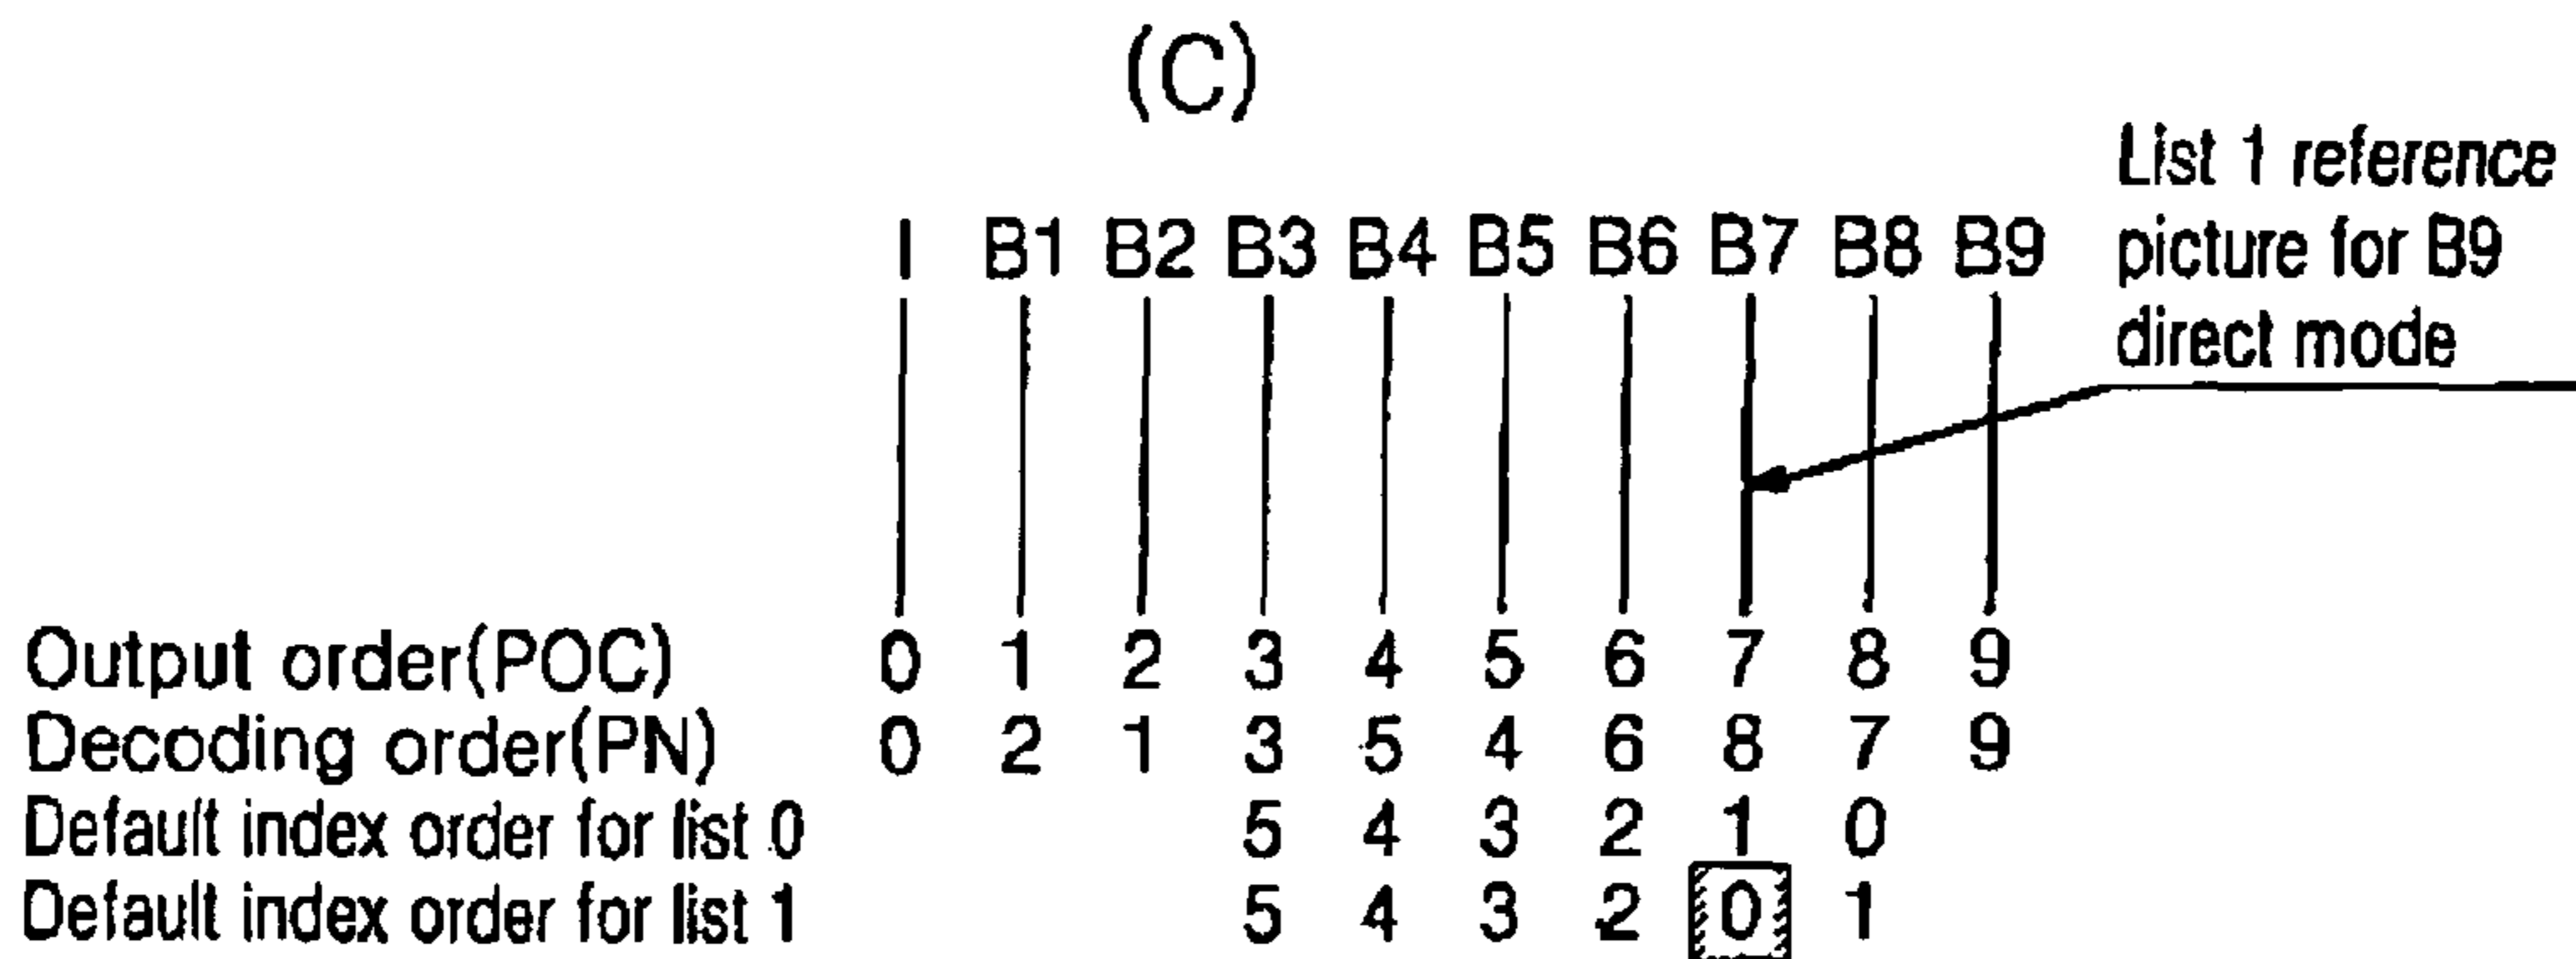 (C)
List 1 reference
picture for B9
direct mode
I B1 B2 B3 B4 B5 B6 B7 B8 B9
Output order(POC) 0 1 2 3 4 5 6 7 8 9
Decoding order(PN) 0 2 1 3 5 4 6 8 7 9
Default index order for list 0 5 4 3 2 1 0
Default index order for list 1 5 4 3 2 0 1